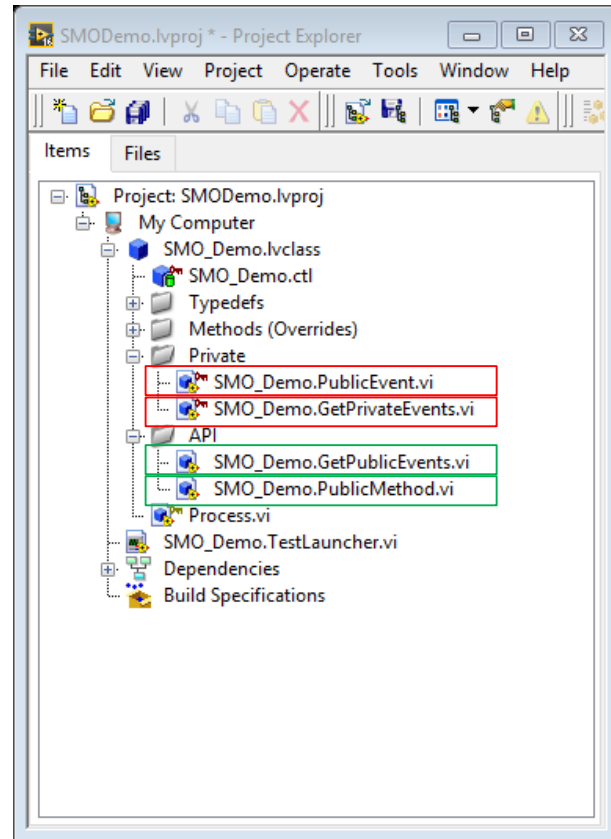 SMODemo.lvproj * - Project Explorer
File Edit View Project Operate Tools Window Help
Items Files
Project: SMODemo.lvproj
My Computer
SMO_Demo.lvclass
SMO_Demo.ctl
Typedefs
Methods (Overrides)
Private
SMO_Demo.PublicEvent.vi
SMO_Demo.GetPrivateEvents.vi
API
SMO_Demo.GetPublicEvents.vi
SMO_Demo.PublicMethod.vi
Process.vi
SMO_Demo.TestLauncher.vi
Dependencies
Build Specifications